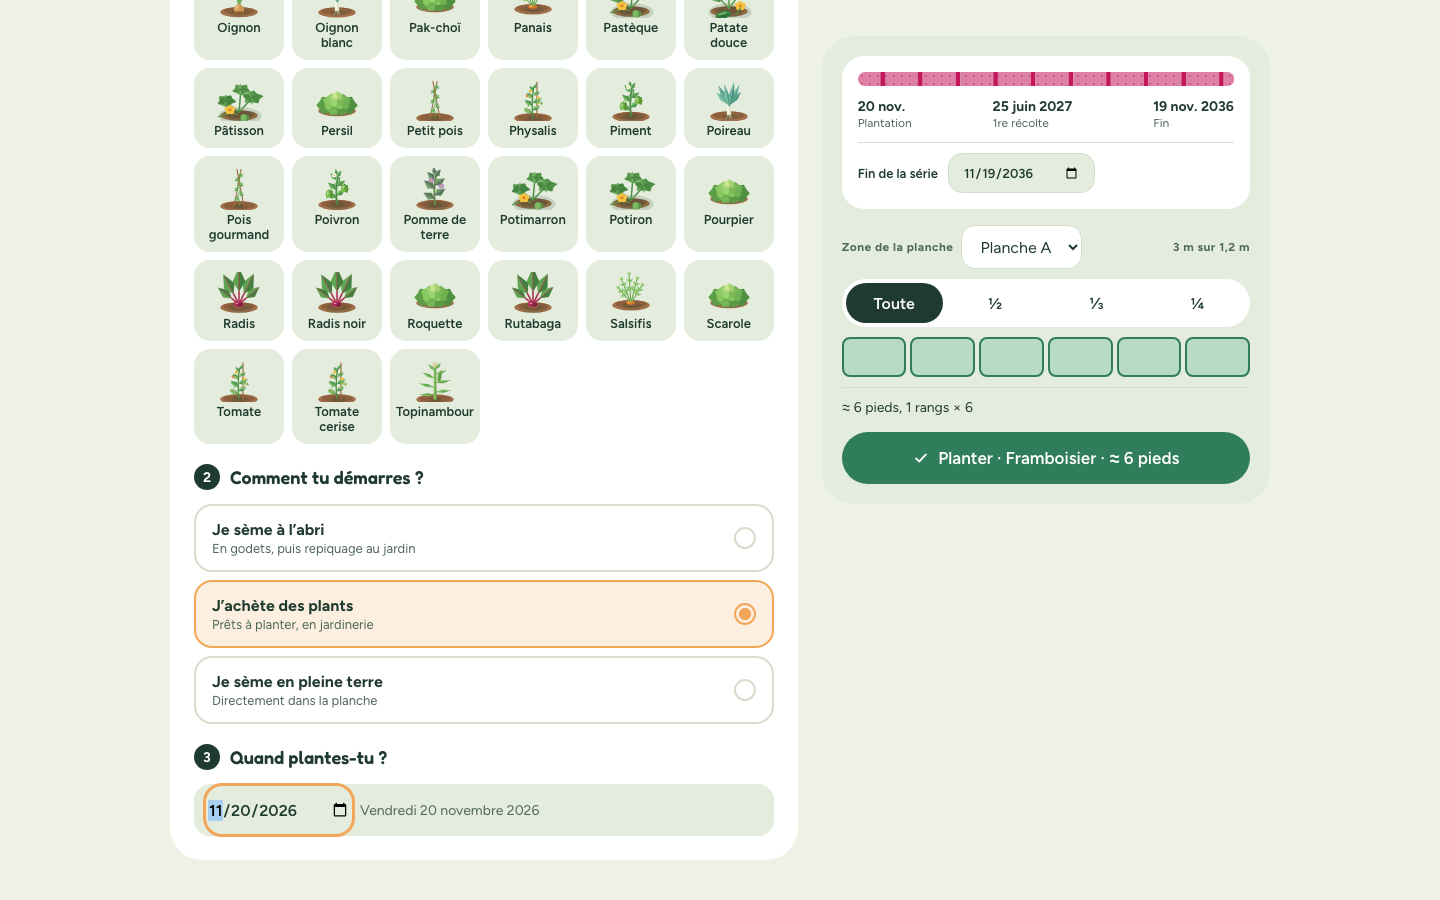 Oignon
Oignon
blanc
Pak-choï
Panais
Pastèque
Patate
douce
Pâtisson
Persil
Petit pois
Physalis
Piment
Poireau
Pois
gourmand
Poivron
Pomme de
terre
Potimarron
Potiron
Pourpier
Radis
Radis noir
Roquette
Rutabaga
Salsifis
Scarole
Tomate
Tomate
cerise
Topinambour
2 Comment tu démarres ?
Je sème à l’abri
En godets, puis repiquage au jardin
J’achète des plants
Prêts à planter, en jardinerie
Je sème en pleine terre
Directement dans la planche
3 Quand plantes-tu ?
11/20/2026 Vendredi 20 novembre 2026
20 nov. 25 juin 2027 19 nov. 2036
Plantation 1re récolte Fin
Fin de la série 11/19/2036
Zone de la planche Planche A 3 m sur 1,2 m
Toute ½ ⅓ ¼
≈ 6 pieds, 1 rangs × 6
Planter · Framboisier · ≈ 6 pieds